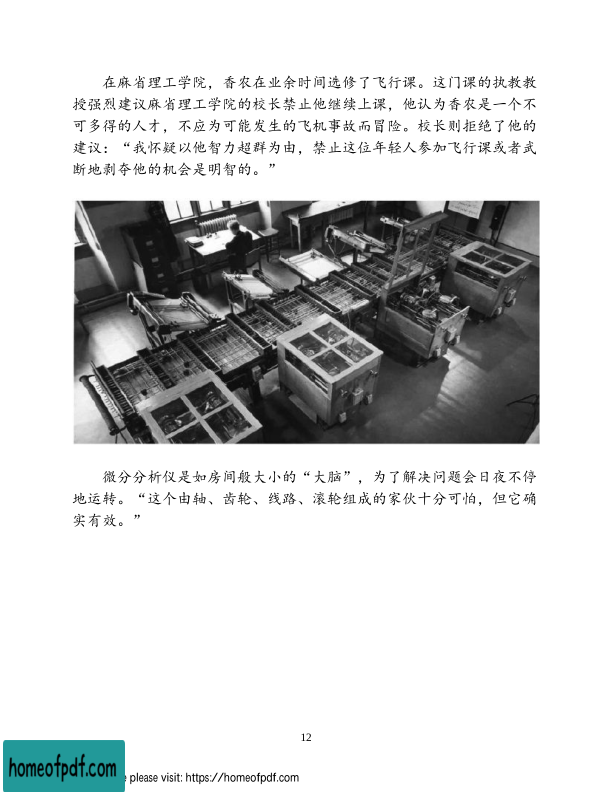 在麻省理工学院，香农在业余时间选修了飞行课。这门课的执教教
授强烈建议麻省理工学院的校长禁止他继续上课，他认为香农是一个不
可多得的人才，不应为可能发生的飞机事故而冒险。校长则拒绝了他的
建议：“我怀疑以他智力超群为由，禁止这位年轻人参加飞行课或者武
断地剥夺他的机会是明智的。”
微分分析仪是如房间般大小的“大脑”，为了解决问题会日夜不停
地运转。“这个由轴、齿轮、线路、滚轮组成的家伙十分可怕，但它确
实有效。”
12
homeofpdf.com
e please visit: https://homeofpdf.com